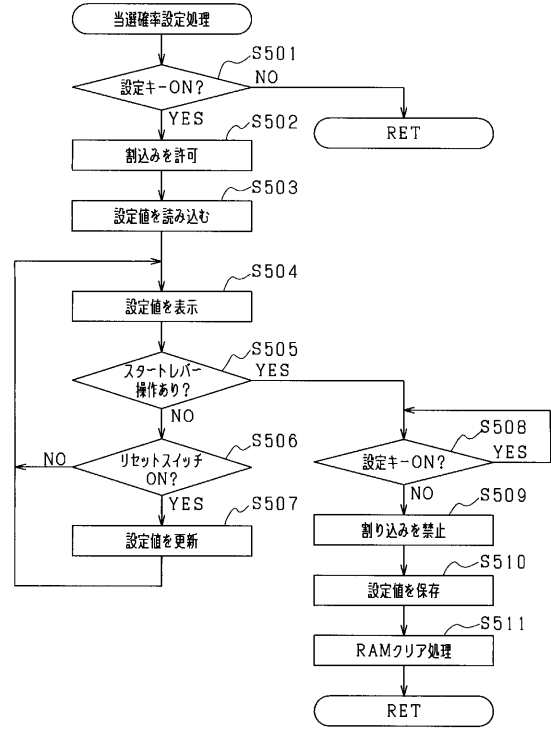 当選確率設定処理
S501
設定キーON?
NO
YES
RET
S502
割込みを許可
S503
設定値を読み込む
S504
設定値を表示
S505
スタートレバー
操作あり?
YES
NO
S506
リセットスイッチ
ON?
NO
YES
S507
設定値を更新
S508
設定キーON?
YES
NO
S509
割り込みを禁止
S510
設定値を保存
S511
RAMクリア処理
RET